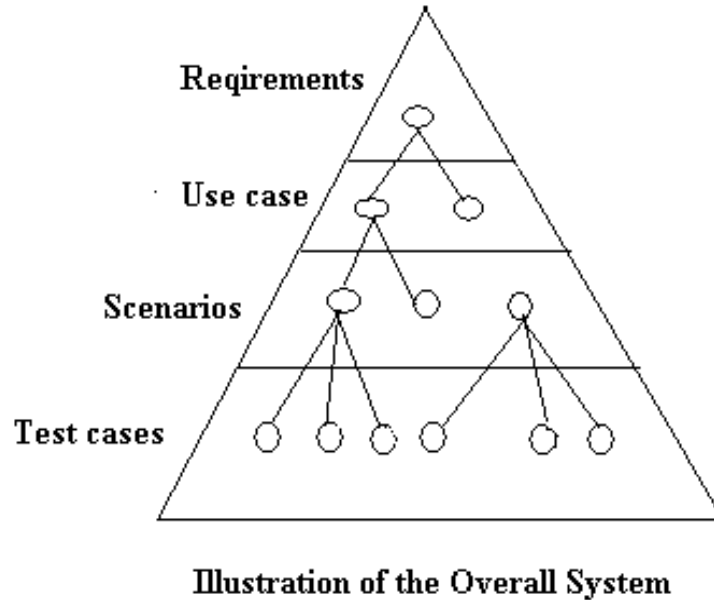 Reqirements
Use case
Scenarios
Test cases
Illustration of the Overall System